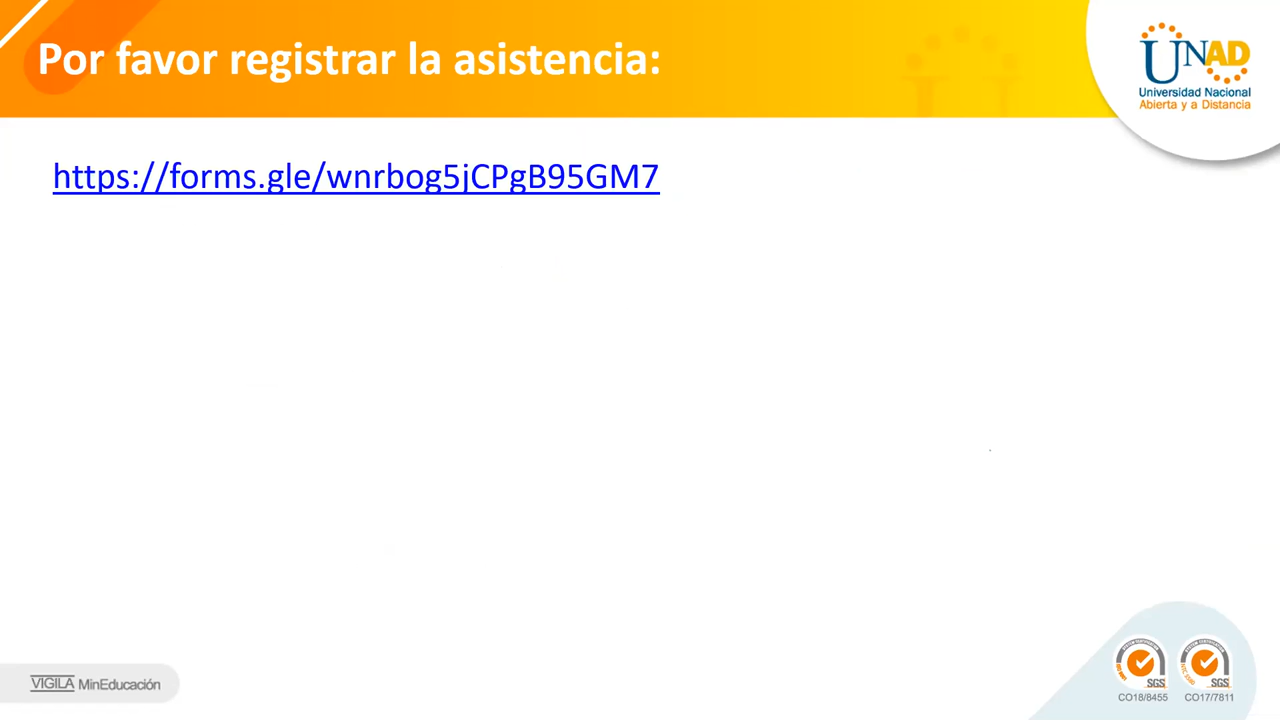 Por favor registrar la asistencia:
UNAD
Universidad Nacional
Abierta y a Distancia
https://forms.gle/wnrbog5jCPgB95GM7
VIGILA MinEducación
SGS
SGS
CO18/8455
CO17/7811